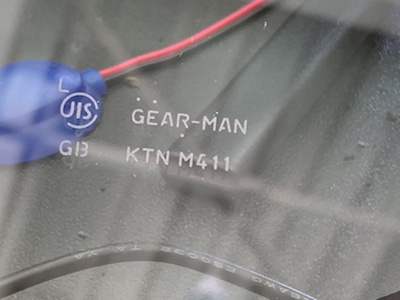 L
JIS GEAR-MAN
GB KTN M411